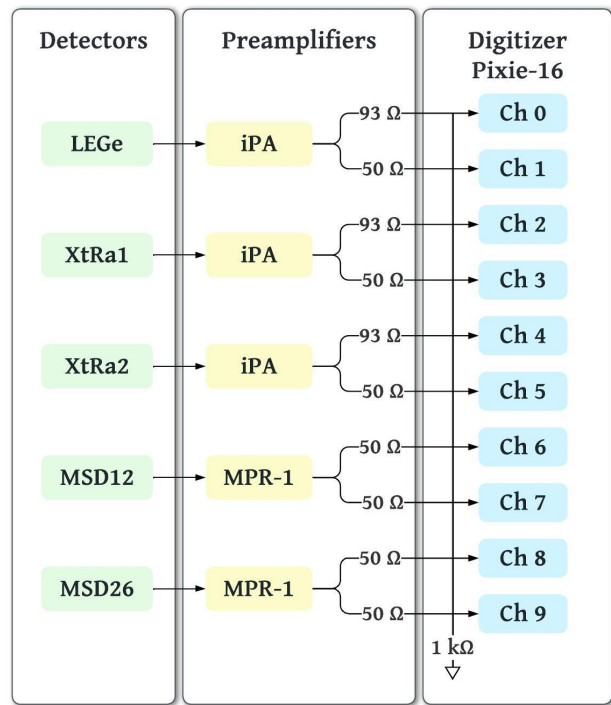 Detectors
Preamplifiers
Digitizer
Pixie-16
LEGe
iPA
93 Ω
Ch 0
50 Ω
Ch 1
XtRa1
iPA
93 Ω
Ch 2
50 Ω
Ch 3
XtRa2
iPA
93 Ω
Ch 4
50 Ω
Ch 5
MSD12
MPR-1
50 Ω
Ch 6
50 Ω
Ch 7
MSD26
MPR-1
50 Ω
Ch 8
50 Ω
Ch 9
1 kΩ